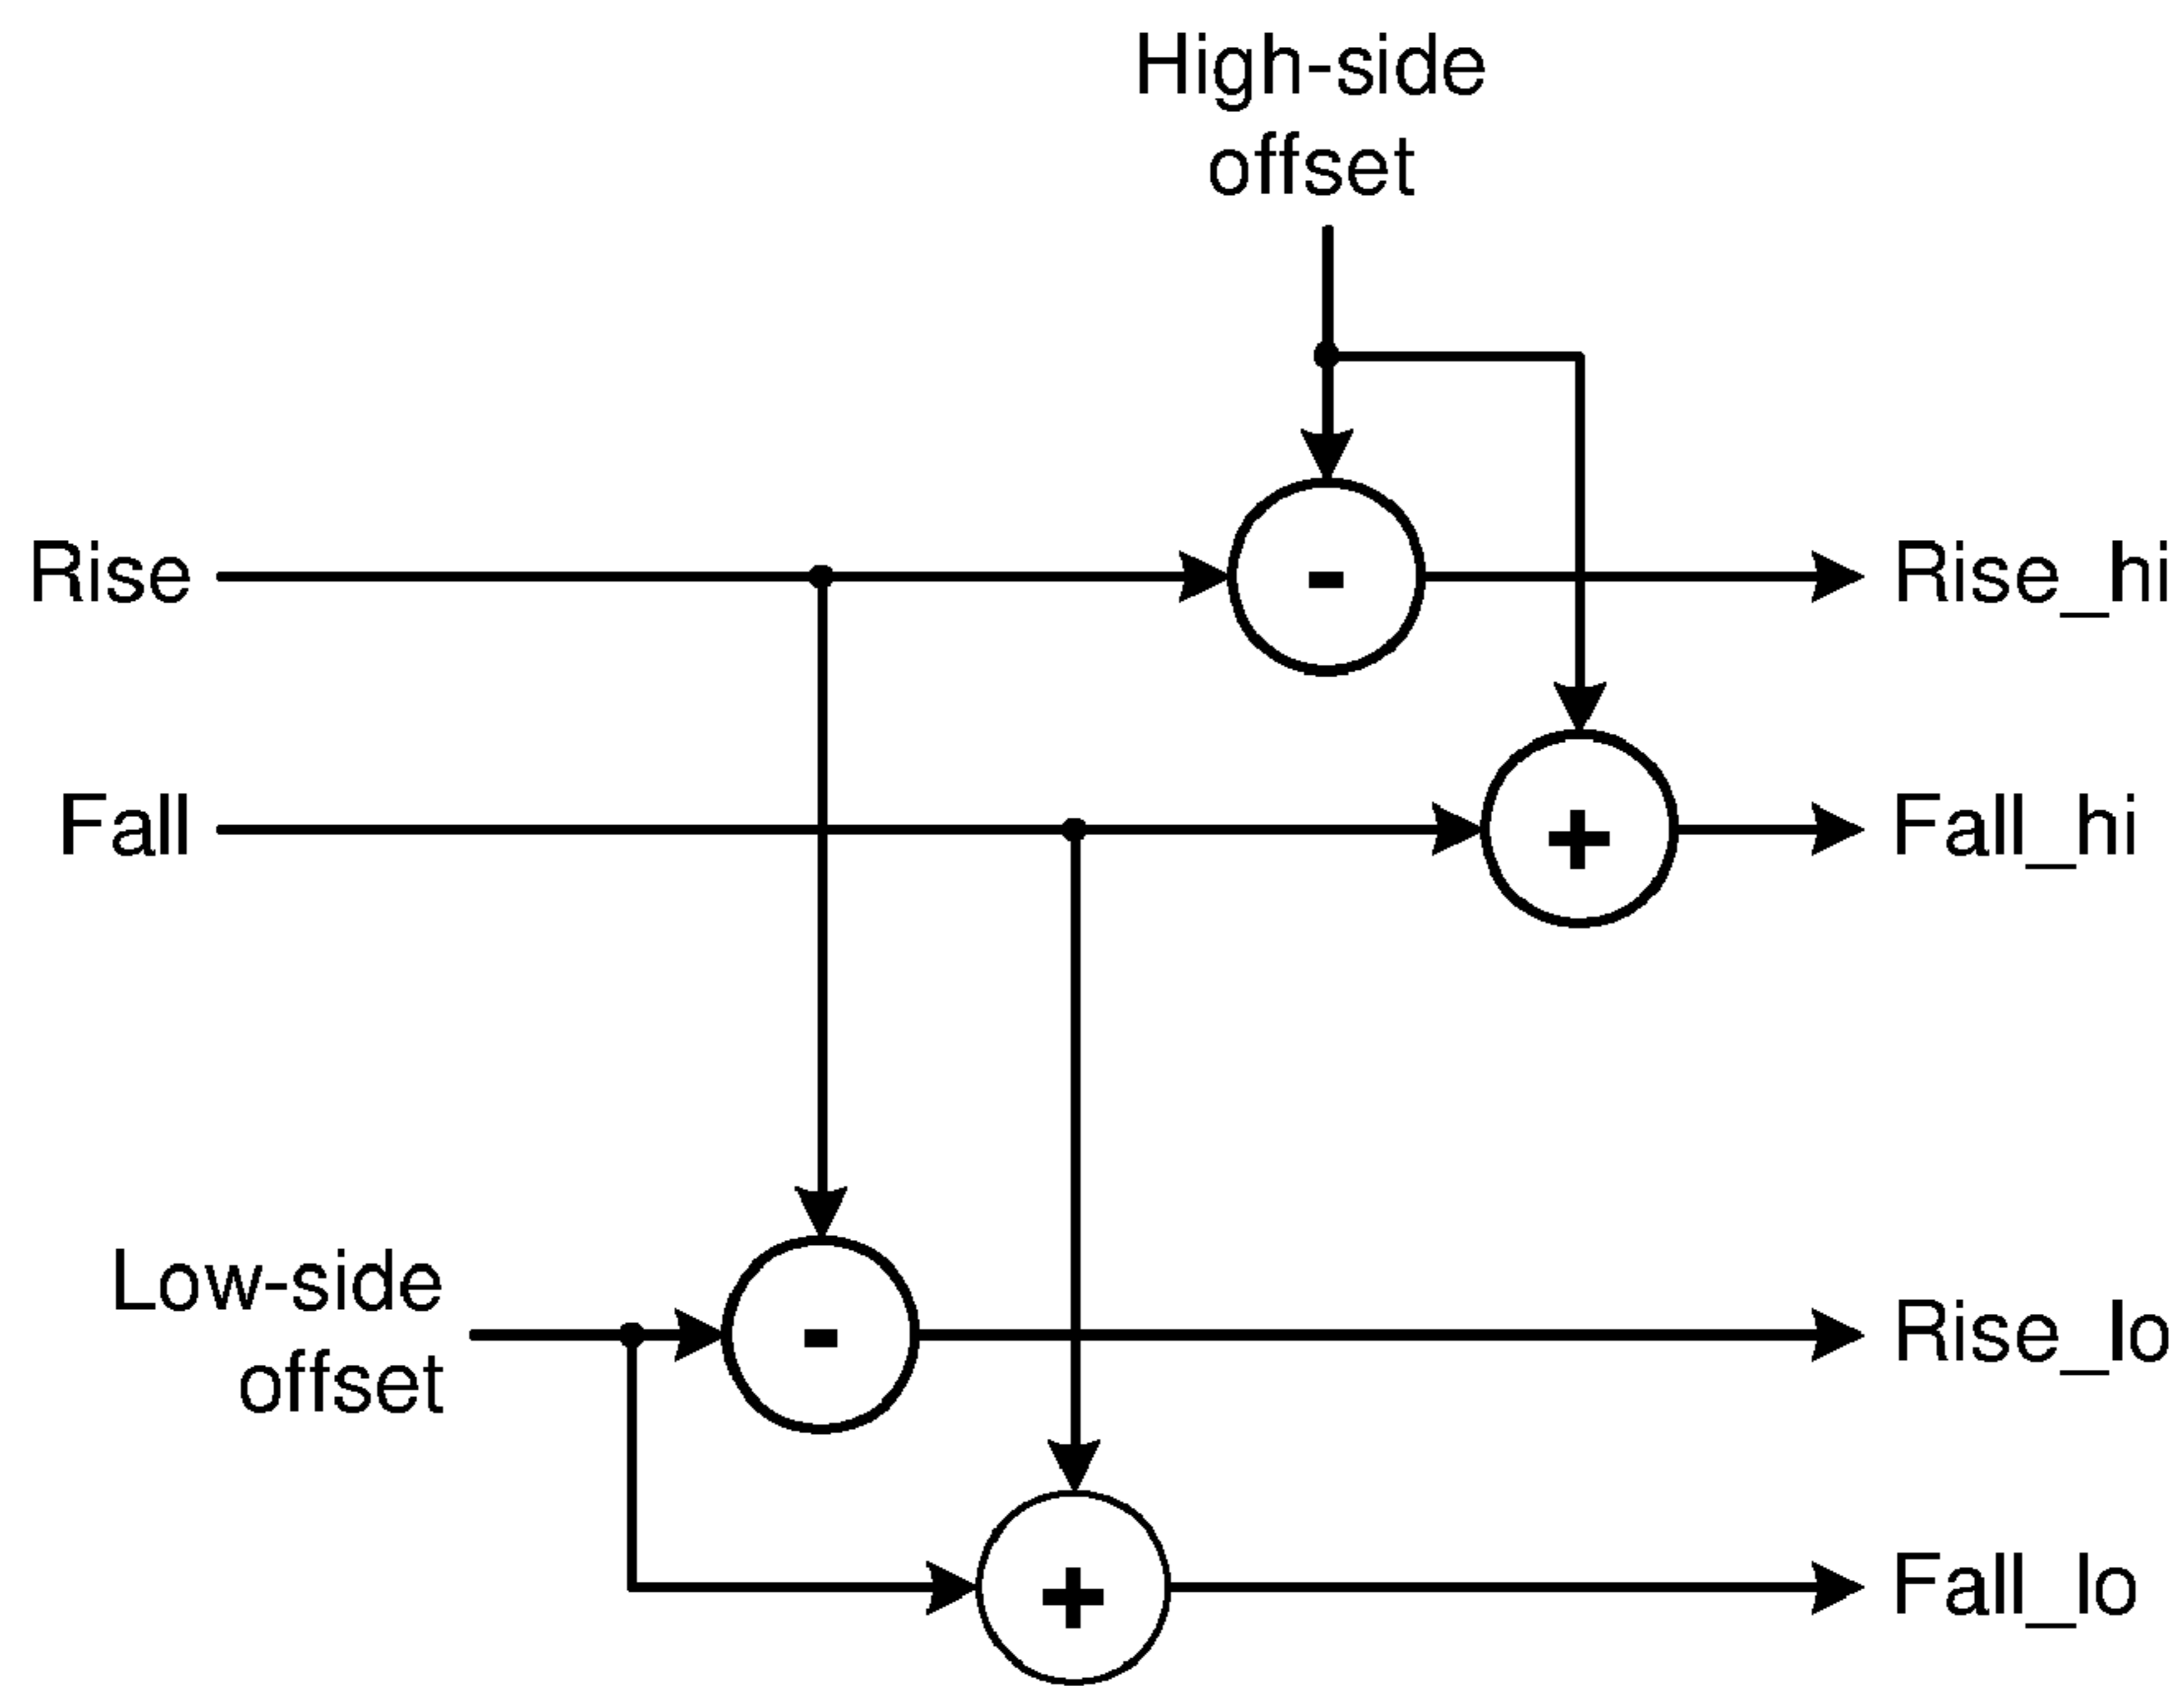 High-side
offset
Rise
-
Rise_hi
Fall
+
Fall_hi
Low-side
offset
-
Rise_lo
+
Fall_lo